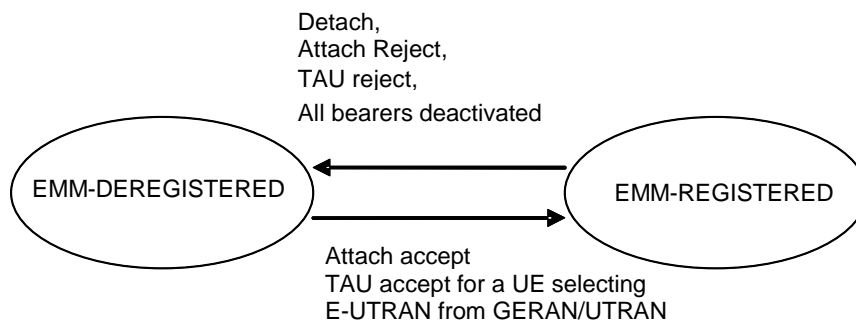 Detach,
Attach Reject,
TAU reject,
All bearers deactivated
EMM-DEREGISTERED
EMM-REGISTERED
Attach accept
TAU accept for a UE selecting
E-UTRAN from GERAN/UTRAN